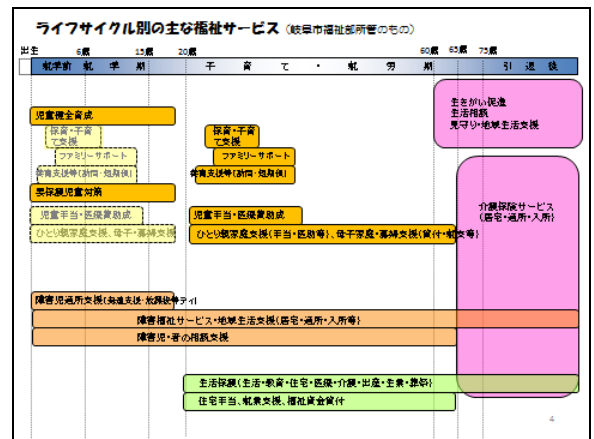 ライフサイクル別の主な福祉サービス（岐阜市福祉部所管のもの）
出生 6歳 15歳 20歳 60歳 65歳 75歳
就学前 就学期 子育て・就労期 引退後
生きがい促進
生活相談
見守り・地域生活支援
児童健全育成
保育・子育
て支援
保育・子育
て支援
ファミリーサポート
ファミリーサポート
養育支援等(訪問・短期保)
養育支援等(訪問・短期保)
要保護児童対策
介護保険サービス
(居宅・通所・入所)
児童手当・医療費助成
児童手当・医療費助成
ひとり親家庭支援、母子・寡婦支援
ひとり親家庭支援(手当・医助等)、母子家庭・寡婦支援(貸付・就支等)
障害児通所支援(発達支援・放課後等デイ)
障害福祉サービス・地域生活支援(居宅・通所・入所等)
障害児・者の相談支援
生活保護(生活・教育・住宅・医療・介護・出産・生業・葬祭)
住宅手当、就業支援、福祉資金貸付
4